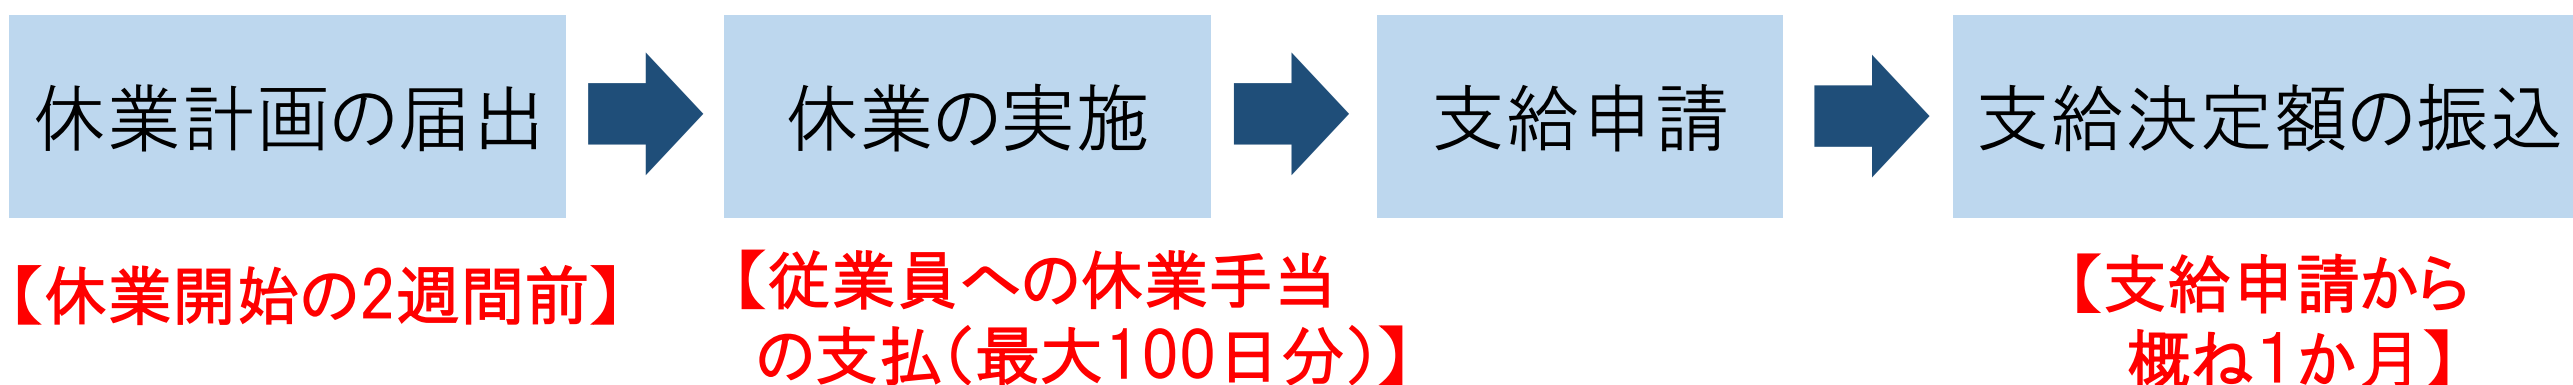 休業計画の届出
休業の実施
支給申請
支給決定額の振込
【休業開始の2週間前】
【従業員への休業手当
の支払（最大100日分）】
【支給申請から
概ね1か月】